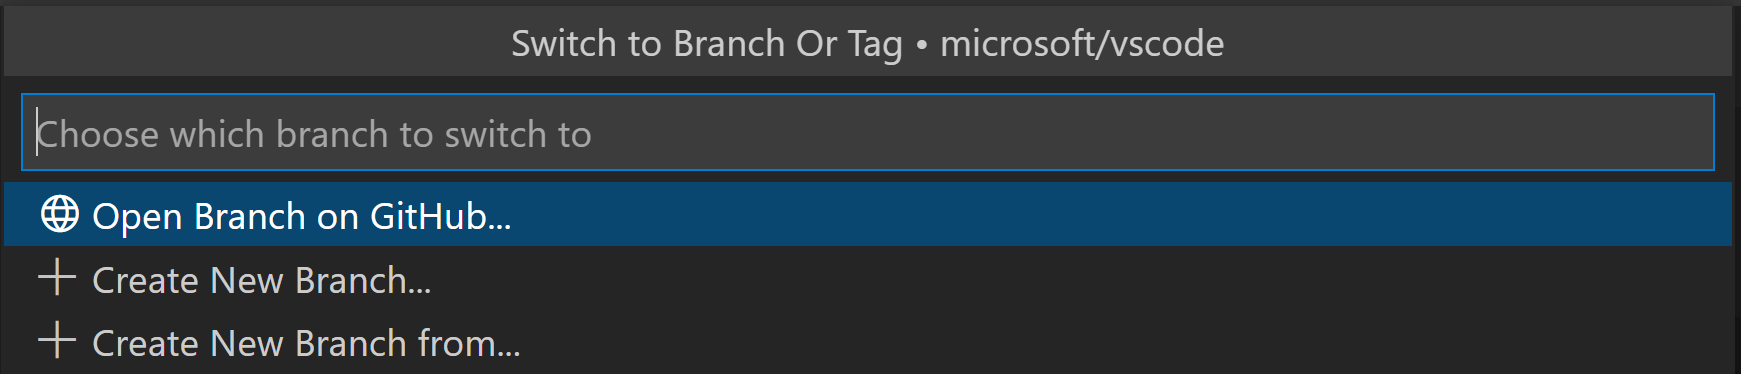 Switch to Branch Or Tag • microsoft/vscode
Choose which branch to switch to
Open Branch on GitHub...
Create New Branch...
Create New Branch from...